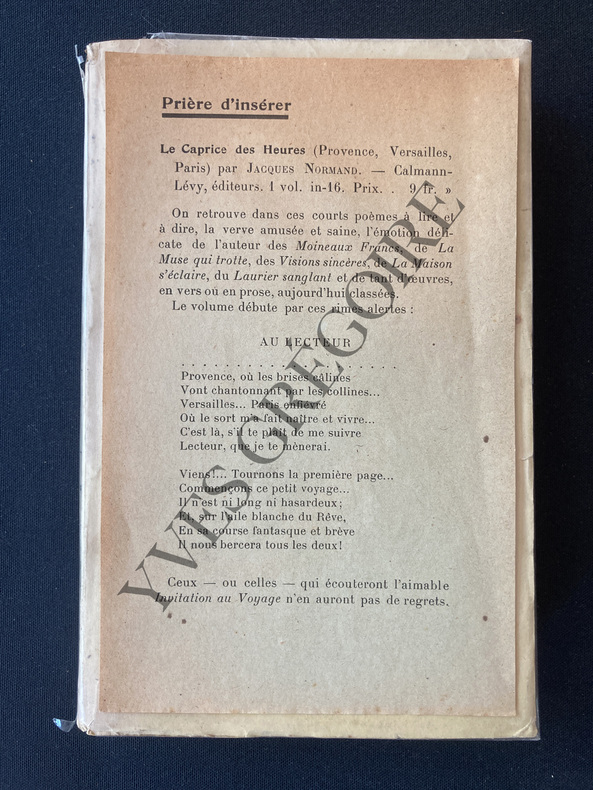 Prière d'insérer
Le Caprice des Heures (Provence, Versailles,
Paris) par Jacques Normand. — Calmann-
Lévy, éditeurs. 1 vol. in-16. Prix. . 9 fr. »
On retrouve dans ces courts poèmes à lire et
à dire, la verve amusée et saine, l'émotion déli-
cate de l'auteur des Moineaux Francs, de La
Muse qui trotte, des Visions sincères, de La Maison
s'éclaire, du Laurier sanglant et de tant d'œuvres,
en vers ou en prose, aujourd'hui classées.
Le volume débute par ces rimes alertes :
AU LECTEUR
. . . . . . . . . . . . . . . . . . . .
Provence, où les brises câlines
Vont chantonnant par les collines...
Versailles... Paris enfiévré
Où le sort m'a fait naître et vivre...
C'est là, s'il te plaît de me suivre
Lecteur, que je te mènerai.
Viens!... Tournons la première page...
Commençons ce petit voyage...
Il n'est ni long ni hasardeux;
Et, sur l'aile blanche du Rêve,
En sa course fantasque et brève
Il nous bercera tous les deux!
Ceux — ou celles — qui écouteront l'aimable
Invitation au Voyage n'en auront pas de regrets.
YVES GRÉGOIRE